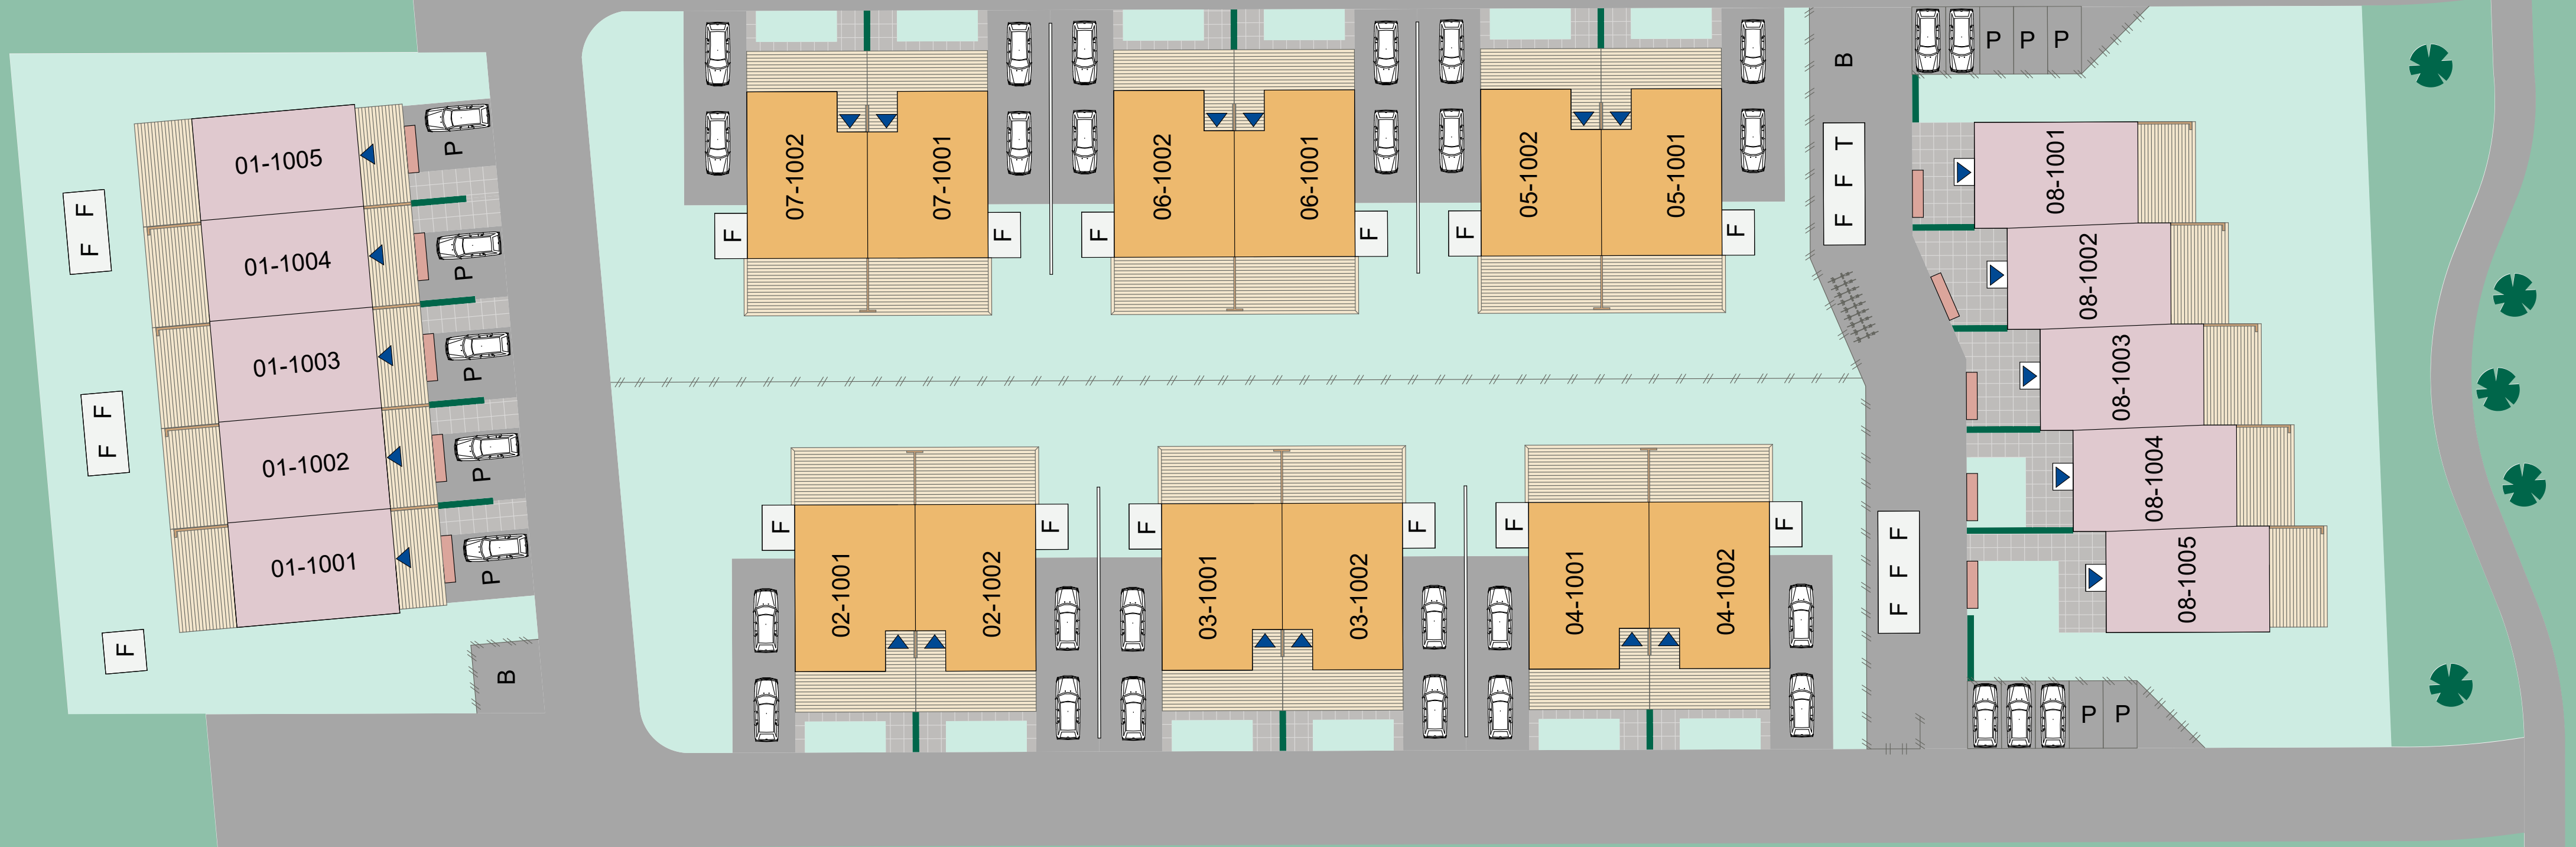 01-1005
P
01-1004
P
01-1003
P
01-1002
P
01-1001
P
F F
F F
F
B
07-1002
07-1001
F
F
06-1002
06-1001
F
F
05-1002
05-1001
F
F
02-1001
02-1002
F
F
03-1001
03-1002
F
F
04-1001
04-1002
F
F
B
F F T
F F F
P P P
08-1001
08-1002
08-1003
08-1004
08-1005
P P